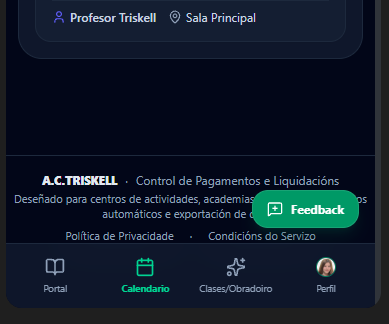 Profesor Triskell Sala Principal
A.C.TRISKELL · Control de Pagamentos e Liquidacións
Deseñado para centros de actividades, academias os
automáticos e exportación de
Feedback
Política de Privacidade · Condicións do Servizo
Portal Calendario Clases/Obradoiro Perfil